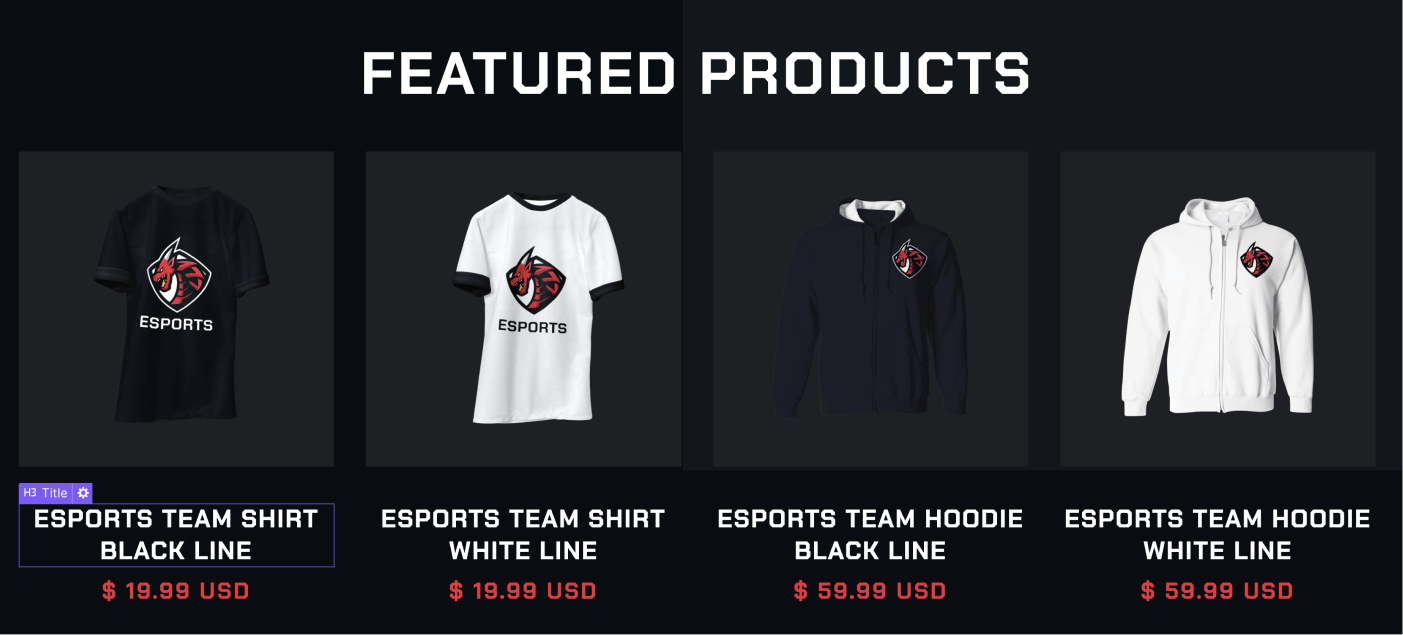 FEATURED PRODUCTS
ESPORTS
ESPORTS
H3 Title
ESPORTS TEAM SHIRT
BLACK LINE
$ 19.99 USD
ESPORTS TEAM SHIRT
WHITE LINE
$ 19.99 USD
ESPORTS TEAM HOODIE
BLACK LINE
$ 59.99 USD
ESPORTS TEAM HOODIE
WHITE LINE
$ 59.99 USD